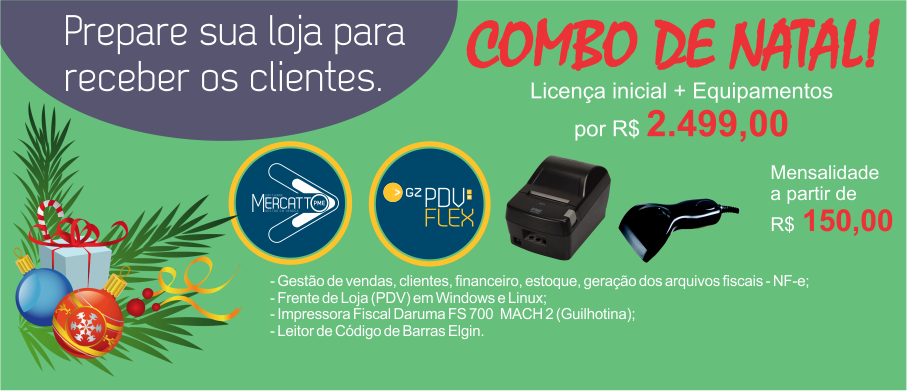 Prepare sua loja para
receber os clientes.
COMBO DE NATAL!
Licença inicial + Equipamentos
por R$ 2.499,00
MERCATTO
PME
G2 PDV:
FLEX
Mensalidade
a partir de
R$ 150,00
- Gestão de vendas, clientes, financeiro, estoque, geração dos arquivos fiscais - NF-e;
- Frente de Loja (PDV) em Windows e Linux;
- Impressora Fiscal Daruma FS 700 MACH 2 (Guilhotina);
- Leitor de Código de Barras Elgin.